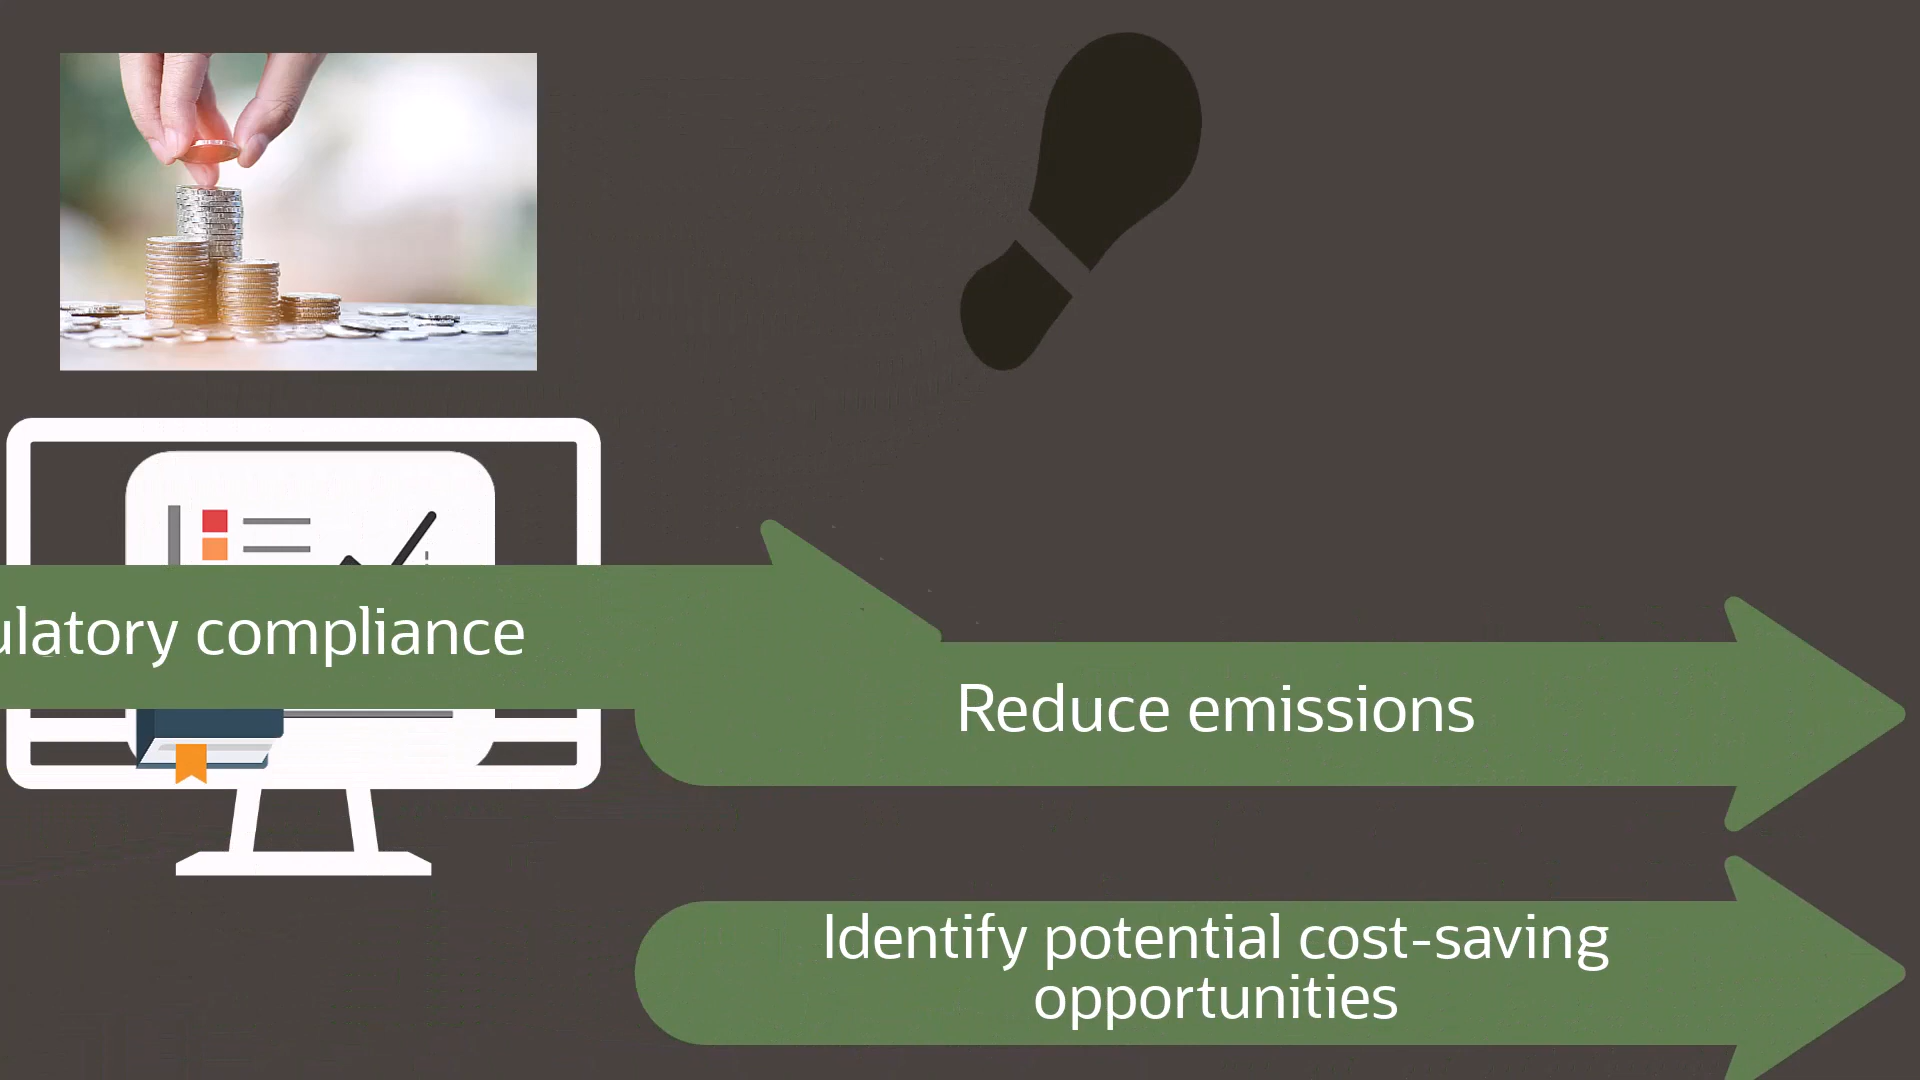 ulatory compliance
Reduce emissions
Identify potential cost-saving
opportunities